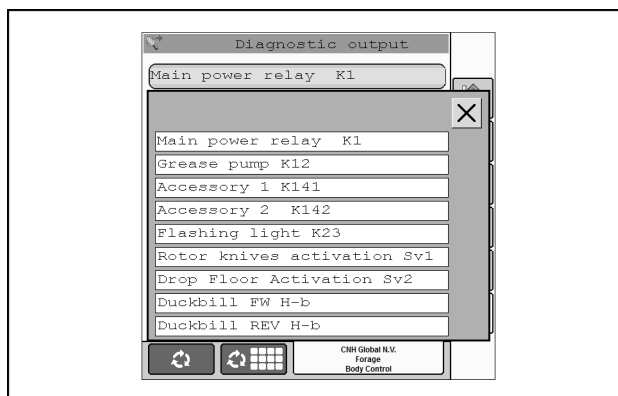 Diagnostic output
Main power relay K1
Main power relay K1
Grease pump K12
Accessory 1 K141
Accessory 2 K142
Flashing light K23
Rotor knives activation Sv1
Drop Floor Activation Sv2
Duckbill FW H-b
Duckbill REV H-b
CNH Global N.V.
Forage
Body Control